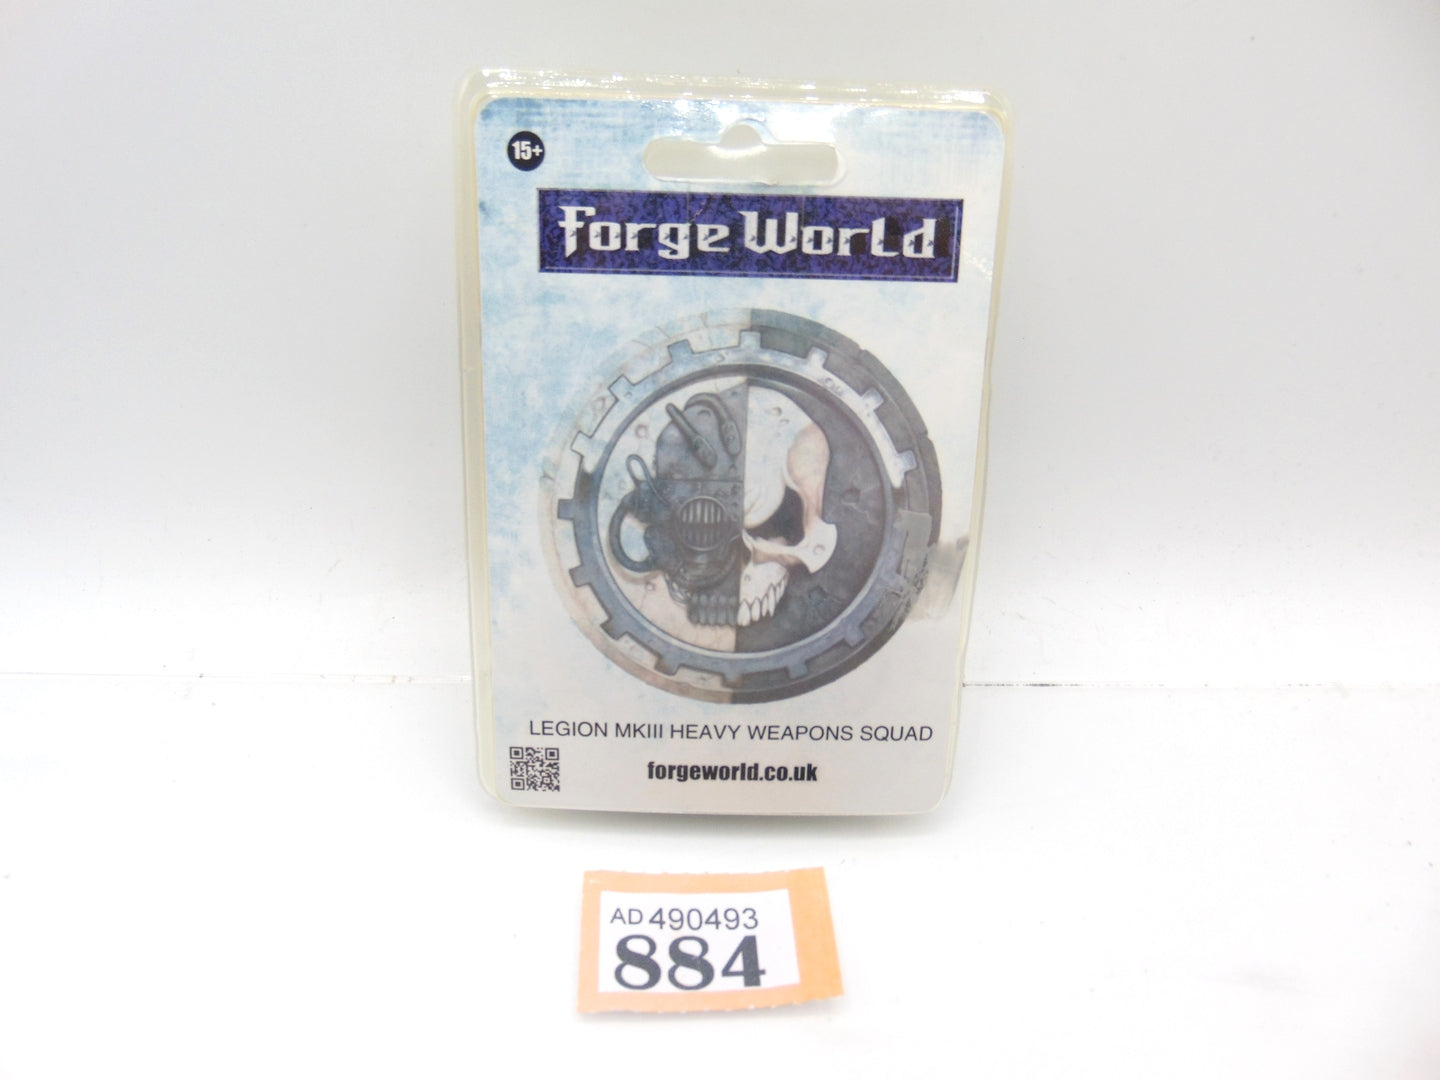 15+
Forge World
LEGION MKIII HEAVY WEAPONS SQUAD
forgeworld.co.uk
AD 490493
884